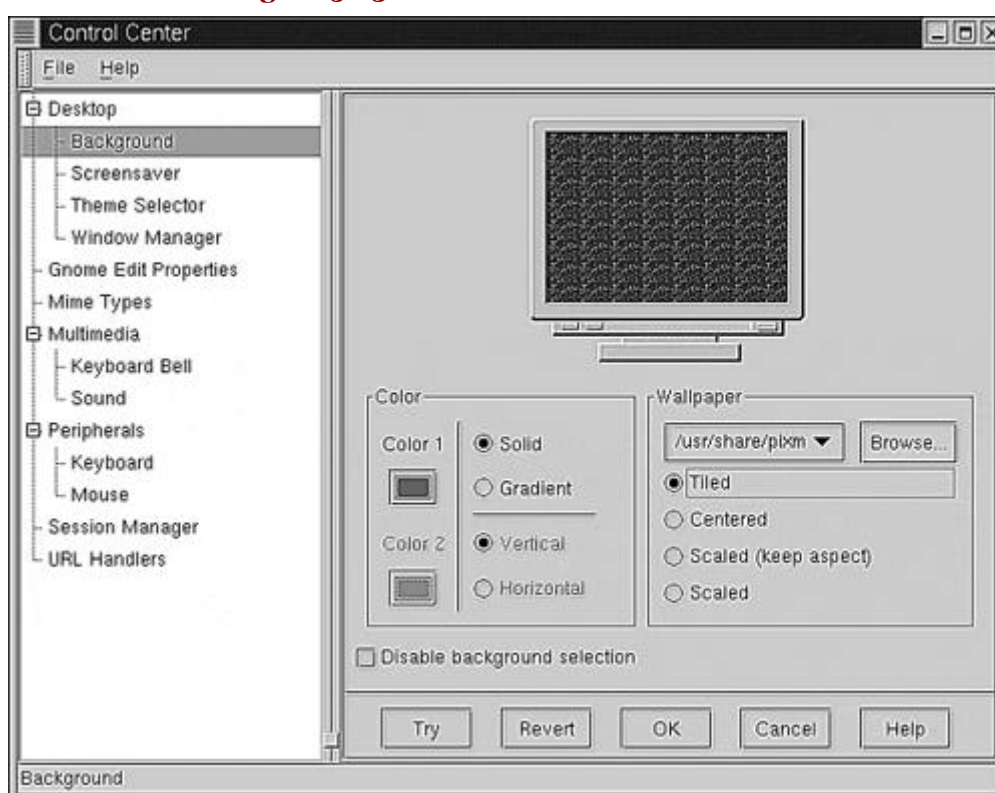 Control Center
File Help
Desktop
Background
Screensaver
Theme Selector
Window Manager
Gnome Edit Properties
Mime Types
Multimedia
Keyboard Bell
Sound
Peripherals
Keyboard
Mouse
Session Manager
URL Handlers
Color
Color 1
Solid
Gradient
Color 2
Vertical
Horizontal
Wallpaper
/usr/share/pixm
Browse...
Tiled
Centered
Scaled (keep aspect)
Scaled
Disable background selection
Try Revert OK Cancel Help
Background